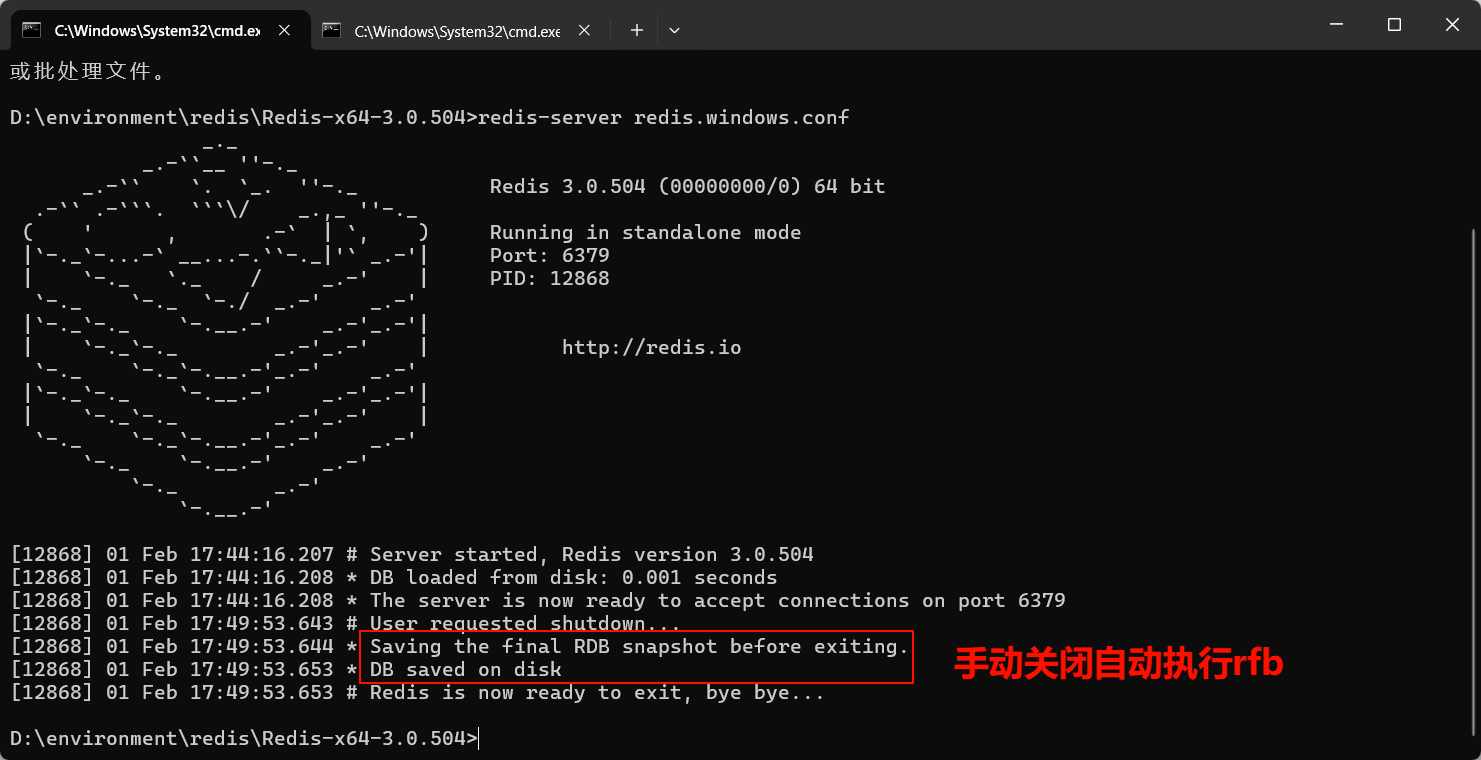 C:\Windows\System32\cmd.ex
C:\Windows\System32\cmd.exe
或批处理文件。
D:\environment\redis\Redis-x64-3.0.504>redis-server redis.windows.conf
Redis 3.0.504 (00000000/0) 64 bit
Running in standalone mode
Port: 6379
PID: 12868
http://redis.io
[12868] 01 Feb 17:44:16.207 # Server started, Redis version 3.0.504
[12868] 01 Feb 17:44:16.208 * DB loaded from disk: 0.001 seconds
[12868] 01 Feb 17:44:16.208 * The server is now ready to accept connections on port 6379
[12868] 01 Feb 17:49:53.643 # User requested shutdown...
[12868] 01 Feb 17:49:53.644 * Saving the final RDB snapshot before exiting.
[12868] 01 Feb 17:49:53.653 * DB saved on disk
手动关闭自动执行rfb
[12868] 01 Feb 17:49:53.653 # Redis is now ready to exit, bye bye...
D:\environment\redis\Redis-x64-3.0.504>